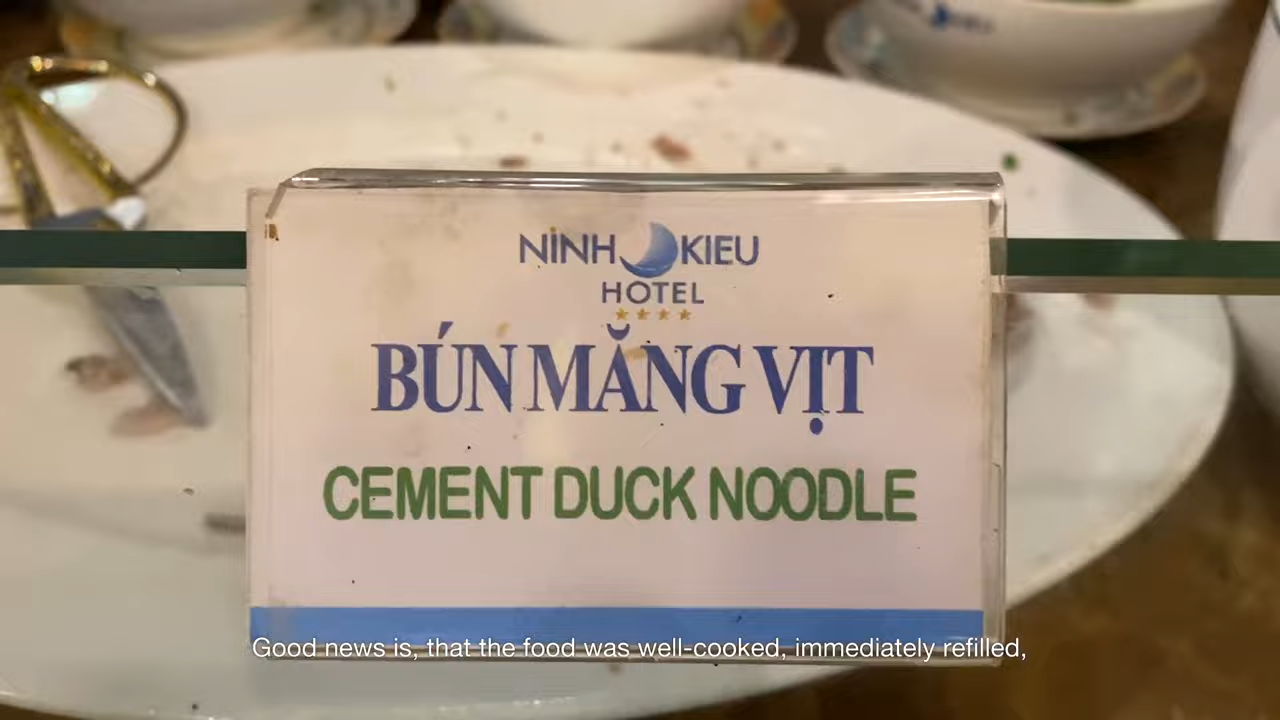 NINH KIEU
HOTEL
BÚN MĂNG VỊT
CEMENT DUCK NOODLE
Good news is, that the food was well-cooked, immediately refilled,